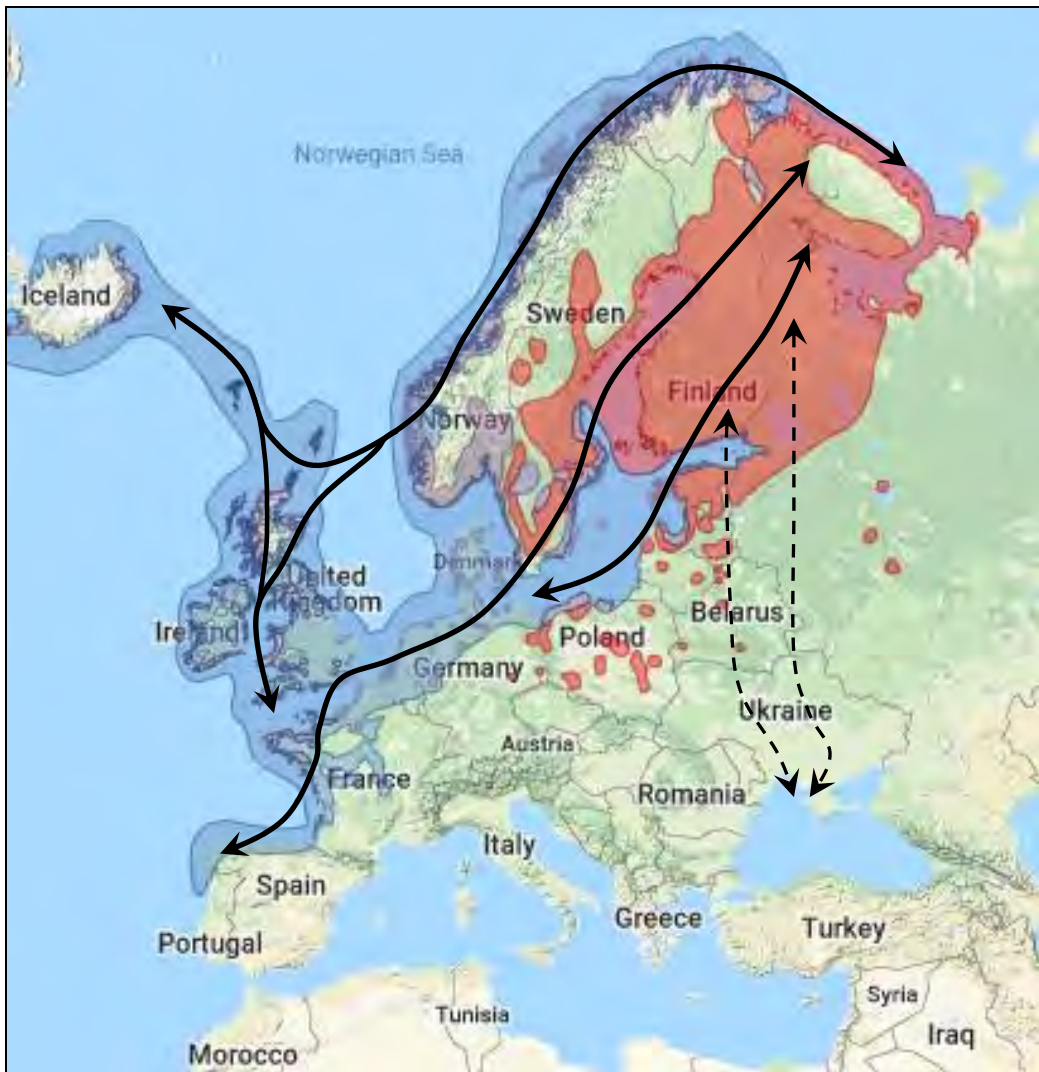 Norwegian Sea
Iceland
Sweden
Finland
Norway
Denmark
United
Kingdom
Ireland
Belarus
Poland
Germany
Ukraine
Austria
France
Romania
Italy
Spain
Greece
Turkey
Portugal
Syria
Tunisia
Iraq
Morocco